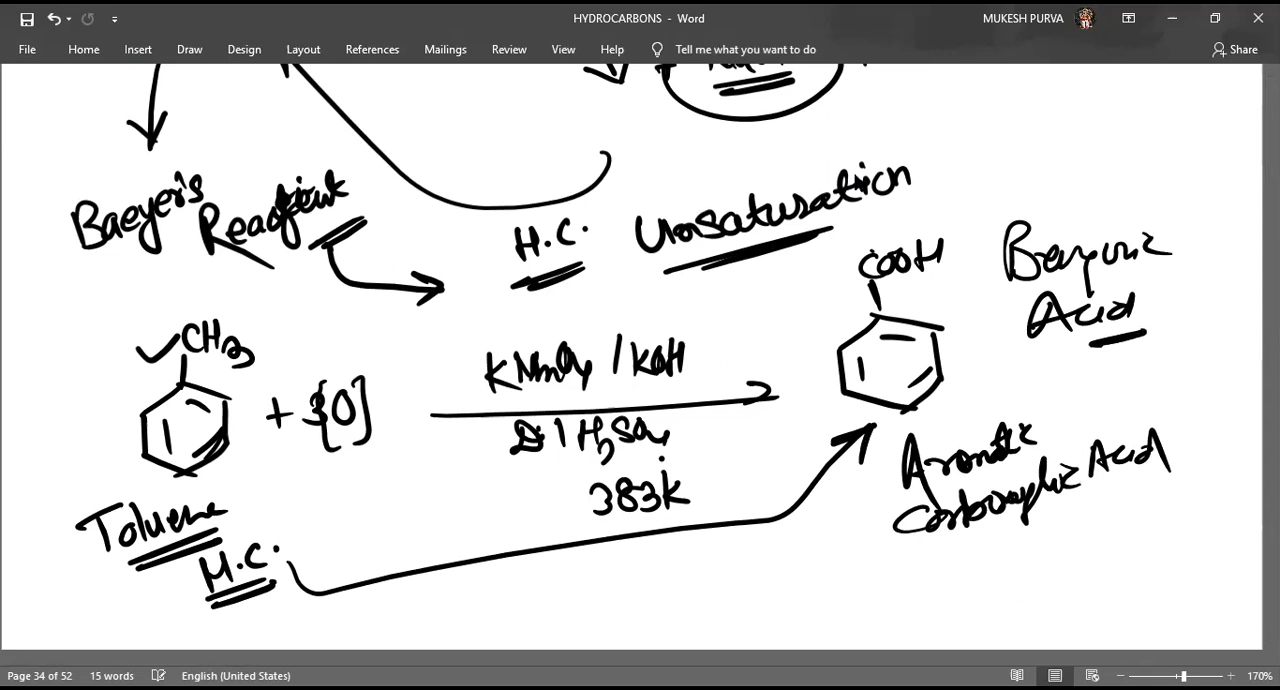 HYDROCARBONS - Word
MUKESH PURVA
File Home Insert Draw Design Layout References Mailings Review View Help Tell me what you want to do Share
Baeyer's
Reagent
H.C. Unsaturation
COOH
Benzoic
Acid
CH3
+ 3[O]
KMnO4 / KOH
Dil H2SO4
383K
Toluene
H.C.
Aromatic
Carboxylic Acid
Page 34 of 52 15 words English (United States) 170%